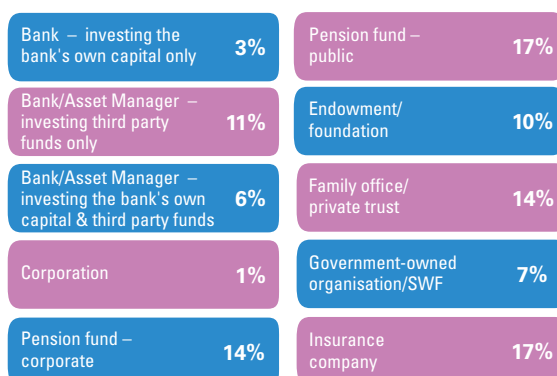 Bank – investing the
bank's own capital only
3%
Bank/Asset Manager –
investing third party
funds only
11%
Bank/Asset Manager –
investing the bank's own
capital & third party funds
6%
Corporation
1%
Pension fund –
corporate
14%
Pension fund –
public
17%
Endowment/
foundation
10%
Family office/
private trust
14%
Government-owned
organisation/SWF
7%
Insurance
company
17%